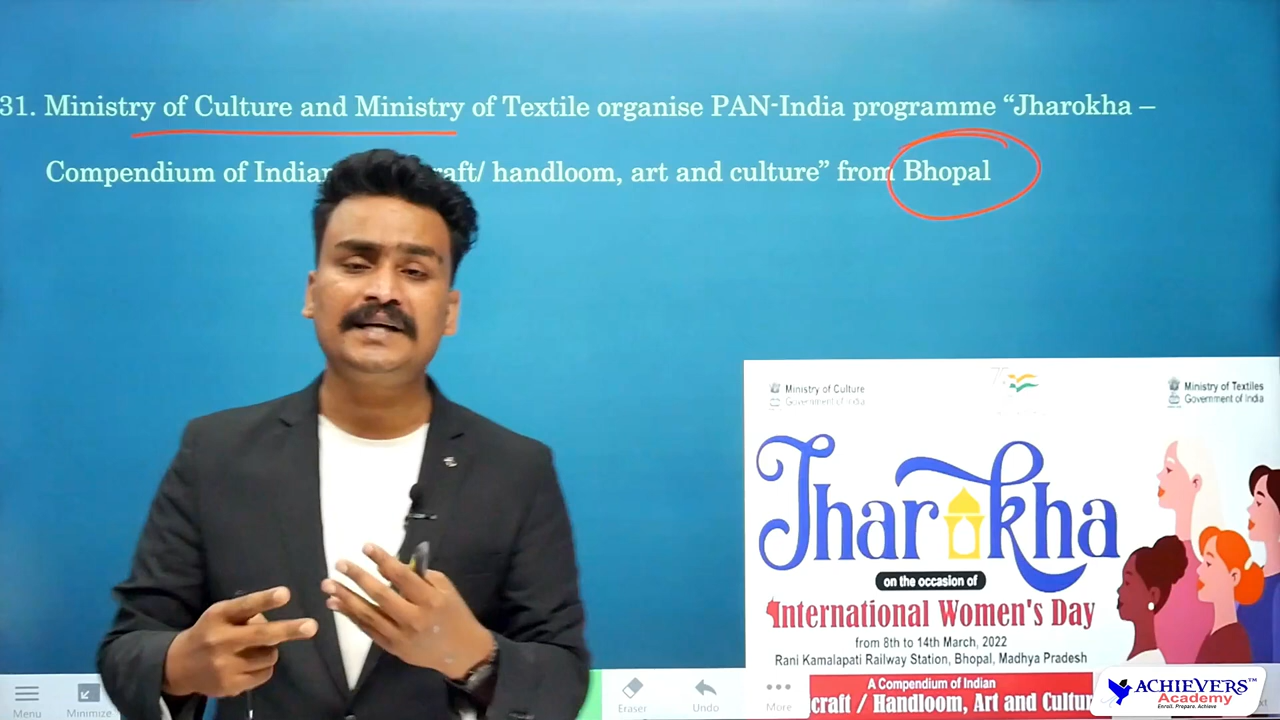 31. Ministry of Culture and Ministry of Textile organise PAN-India programme “Jharokha –
Compendium of Indian raft/ handloom, art and culture” from Bhopal
Ministry of Culture
Government of India
Ministry of Textiles
Government of India
Jharokha
on the occasion of
International Women's Day
from 8th to 14th March, 2022
Rani Kamalapati Railway Station, Bhopal, Madhya Pradesh
A Compendium of Indian
craft / Handloom, Art and Cultur
Menu
Minimize
Eraser
Undo
More
ACHIEVERS™
Academy
Enroll. Prepare. Achieve